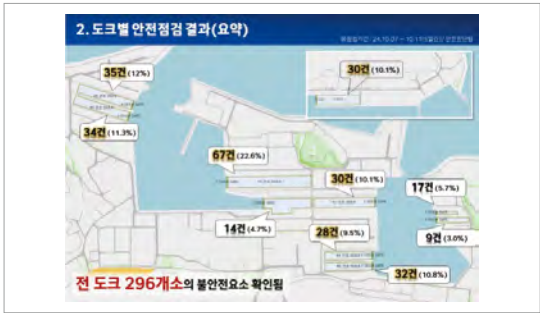 2. 도크별 안전점검 결과(요약)
35건 (12%)
30건 (10.1%)
34건 (11.3%)
67건 (22.6%)
30건 (10.1%)
17건 (5.7%)
14건 (4.7%)
28건 (9.5%)
9건 (3.0%)
32건 (10.8%)
전 도크 296개소의 불안전요소 확인됨